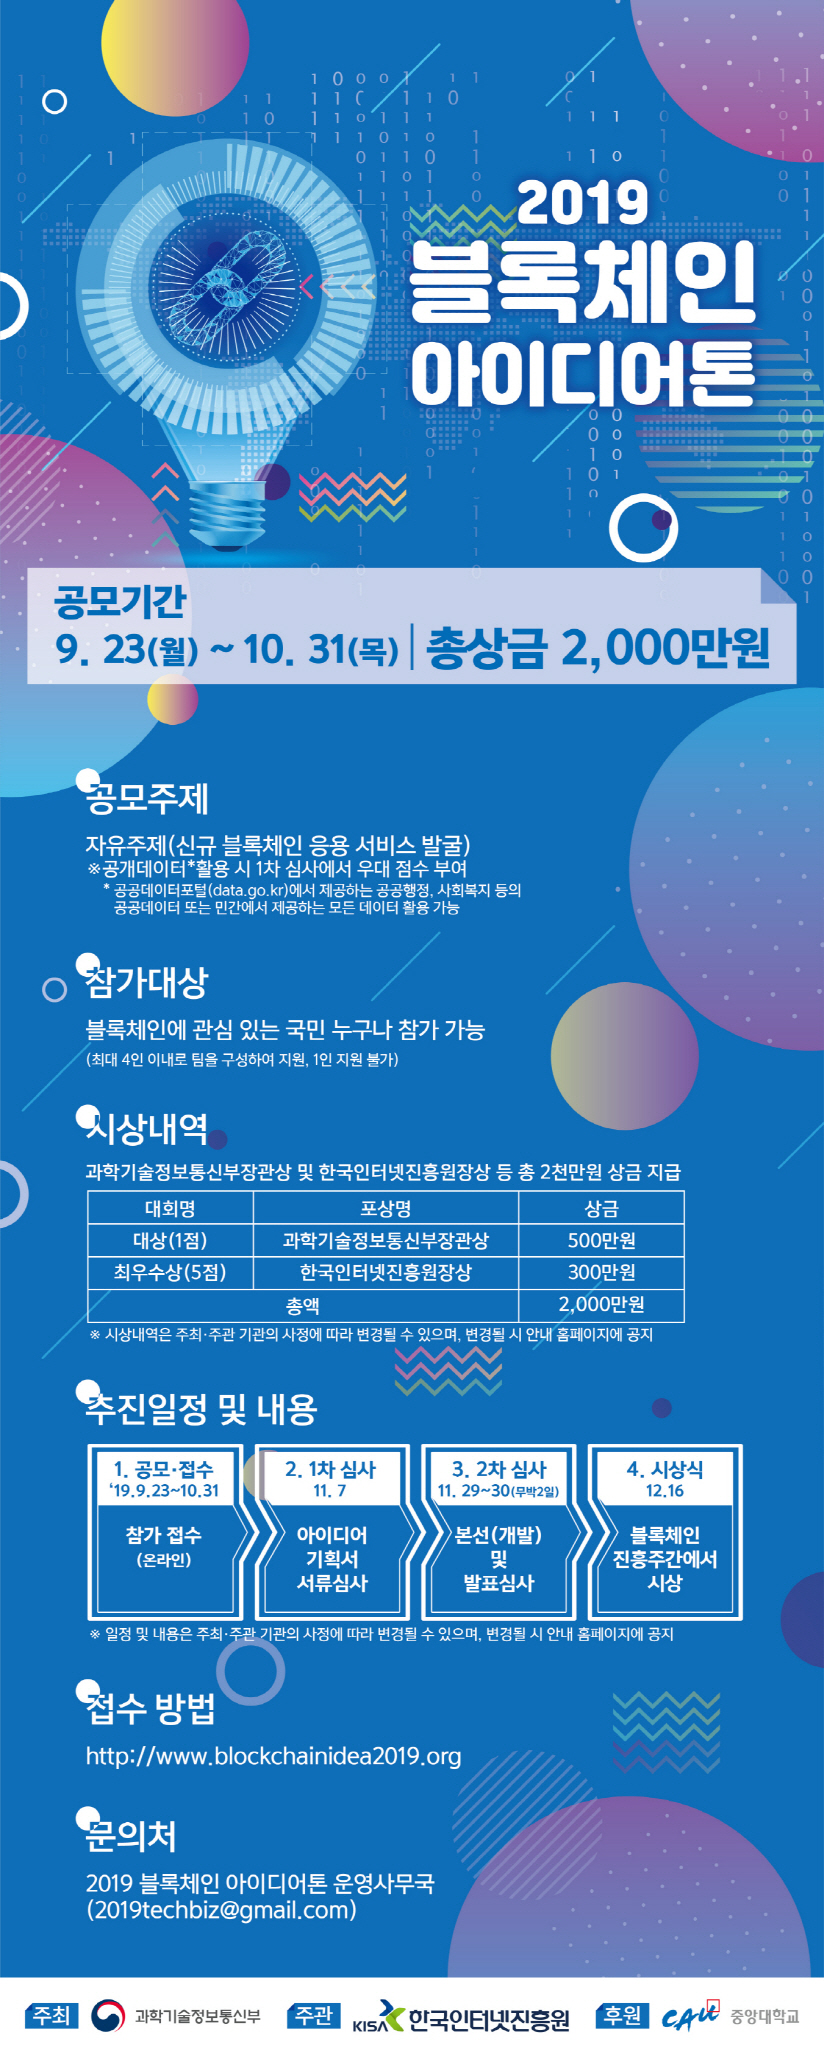 2019
블록체인
아이디어톤
공모기간
9. 23(월) ~ 10. 31(목) | 총상금 2,000만원
공모주제
자유주제(신규 블록체인 응용 서비스 발굴)
※공개데이터*활용 시 1차 심사에서 우대 점수 부여
* 공공데이터포털(data.go.kr)에서 제공하는 공공행정, 사회복지 등의
공공데이터 또는 민간에서 제공하는 모든 데이터 활용 가능
참가대상
블록체인에 관심 있는 국민 누구나 참가 가능
(최대 4인 이내로 팀을 구성하여 지원, 1인 지원 불가)
시상내역
과학기술정보통신부장관상 및 한국인터넷진흥원장상 등 총 2천만원 상금 지급
대회명 포상명 상금
대상(1점) 과학기술정보통신부장관상 500만원
최우수상(5점) 한국인터넷진흥원장상 300만원
총액 2,000만원
※ 시상내역은 주최·주관 기관의 사정에 따라 변경될 수 있으며, 변경될 시 안내 홈페이지에 공지
추진일정 및 내용
1. 공모·접수
‘19.9.23~10.31
참가 접수
(온라인)
2. 1차 심사
11. 7
아이디어
기획서
서류심사
3. 2차 심사
11. 29~30(무박2일)
본선(개발)
및
발표심사
4. 시상식
12.16
블록체인
진흥주간에서
시상
※ 일정 및 내용은 주최·주관 기관의 사정에 따라 변경될 수 있으며, 변경될 시 안내 홈페이지에 공지
접수 방법
http://www.blockchainidea2019.org
문의처
2019 블록체인 아이디어톤 운영사무국
(2019techbiz@gmail.com)
주최 과학기술정보통신부 주관 KISA 한국인터넷진흥원 후원 CAU 중앙대학교